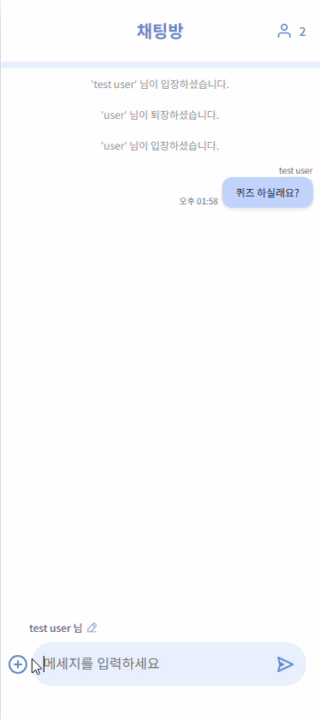 채팅방
2
'test user' 님이 입장하셨습니다.
'user' 님이 퇴장하셨습니다.
'user' 님이 입장하셨습니다.
test user
오후 01:58
퀴즈 하실래요?
test user 님
메세지를 입력하세요